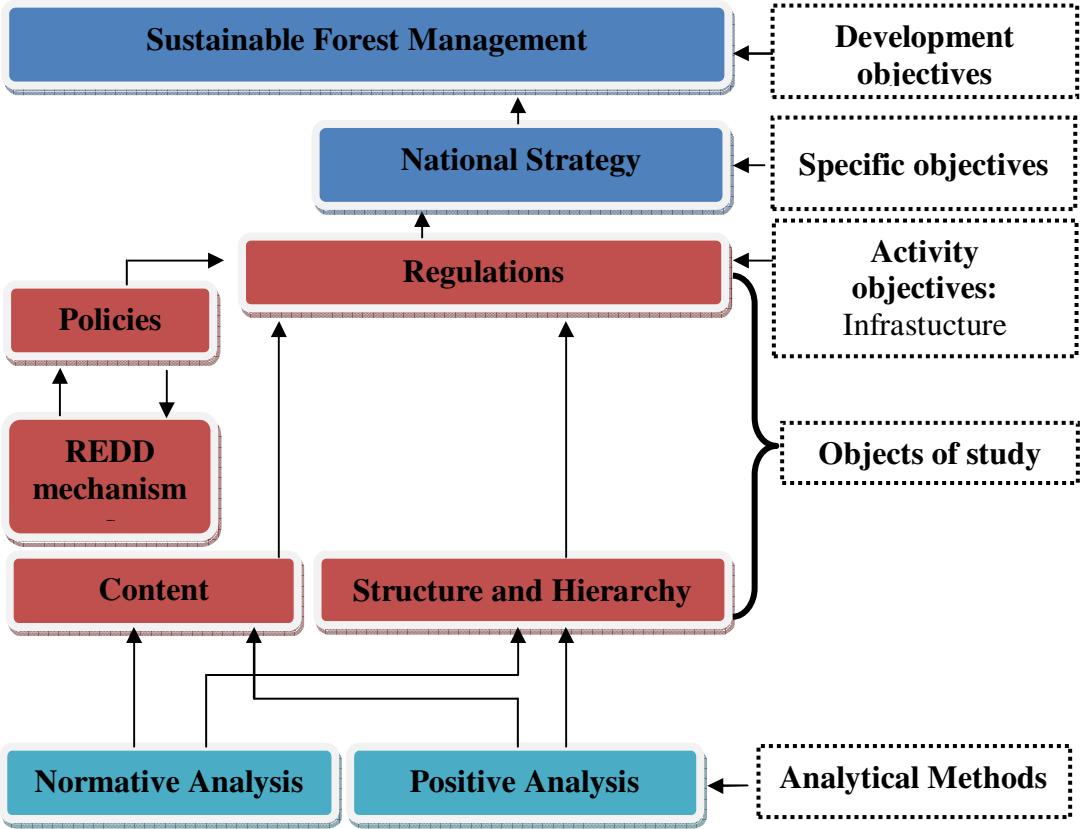 Sustainable Forest Management
Development
objectives
National Strategy
Specific objectives
Regulations
Activity
objectives:
Infrastucture
Policies
REDD
mechanism
Objects of study
Content
Structure and Hierarchy
Normative Analysis
Positive Analysis
Analytical Methods